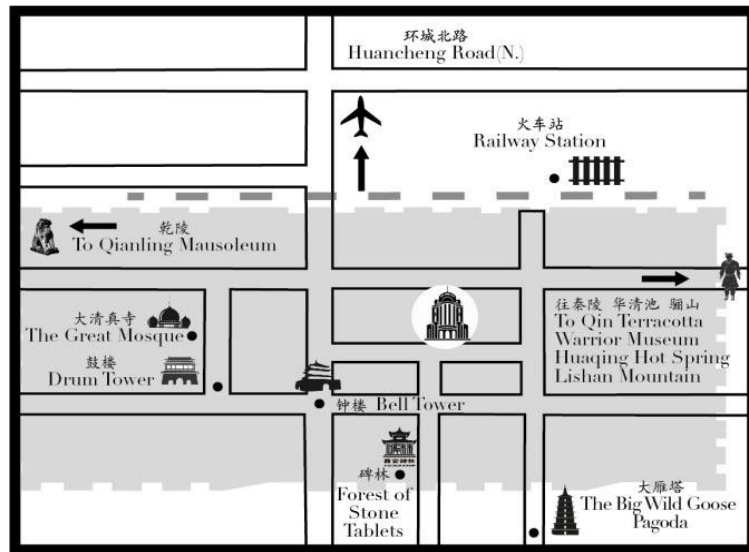 环城北路
Huancheng Road(N.)
火车站
Railway Station
乾陵
To Qianling Mausoleum
大清真寺
The Great Mosque
鼓楼
Drum Tower
往秦陵 华清池 骊山
To Qin Terracotta
Warrior Museum
Huaqing Hot Spring
Lishan Mountain
钟楼 Bell Tower
碑林
Forest of
Stone
Tablets
大雁塔
The Big Wild Goose
Pagoda